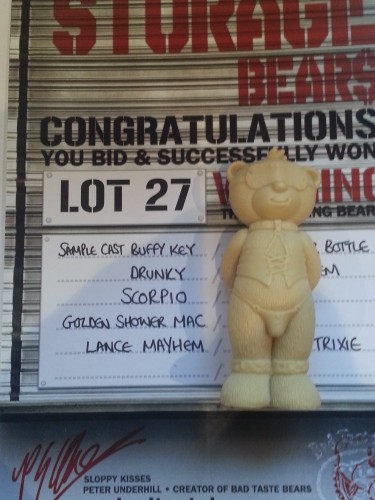 STORAGE
BEARS
CONGRATULATIONS
YOU BID & SUCCESSFULLY WON
LOT 27
SAMPLE CAST BUFFY KEY / BOTTLE
DRUNKY
SCORPIO /
GOLDEN SHOWER MAC /
LANCE MAYHEM / TRIXIE
SLOPPY KISSES
PETER UNDERHILL • CREATOR OF BAD TASTE BEARS